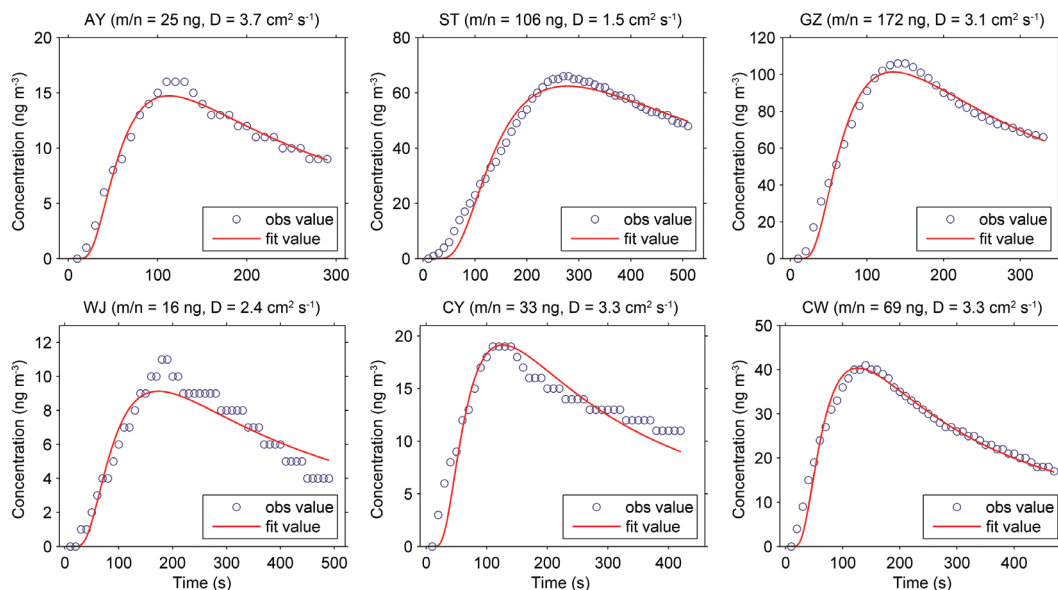 AY (m/n = 25 ng, D = 3.7 cm² s⁻¹)
Concentration (ng m⁻³)
20
15
10
5
0
0 100 200 300
obs value
fit value
ST (m/n = 106 ng, D = 1.5 cm² s⁻¹)
Concentration (ng m⁻³)
80
60
40
20
0
0 100 200 300 400 500
obs value
fit value
GZ (m/n = 172 ng, D = 3.1 cm² s⁻¹)
Concentration (ng m⁻³)
120
100
80
60
40
20
0
0 100 200 300
obs value
fit value
WJ (m/n = 16 ng, D = 2.4 cm² s⁻¹)
Concentration (ng m⁻³)
12
10
8
6
4
2
0
0 100 200 300 400 500
Time (s)
obs value
fit value
CY (m/n = 33 ng, D = 3.3 cm² s⁻¹)
Concentration (ng m⁻³)
20
15
10
5
0
0 100 200 300 400
Time (s)
obs value
fit value
CW (m/n = 69 ng, D = 3.3 cm² s⁻¹)
Concentration (ng m⁻³)
50
40
30
20
10
0
0 100 200 300 400
Time (s)
obs value
fit value